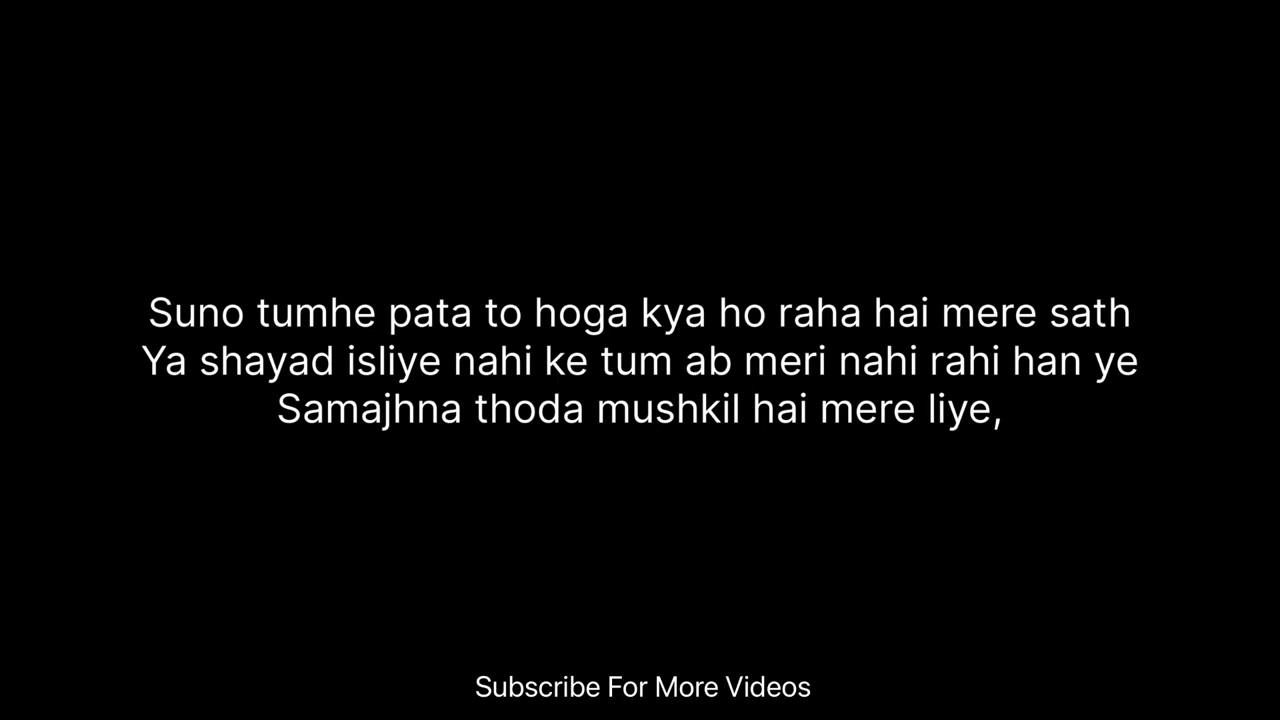 Suno tumhe pata to hoga kya ho raha hai mere sath
Ya shayad isliye nahi ke tum ab meri nahi rahi han ye
Samajhna thoda mushkil hai mere liye,
Subscribe For More Videos